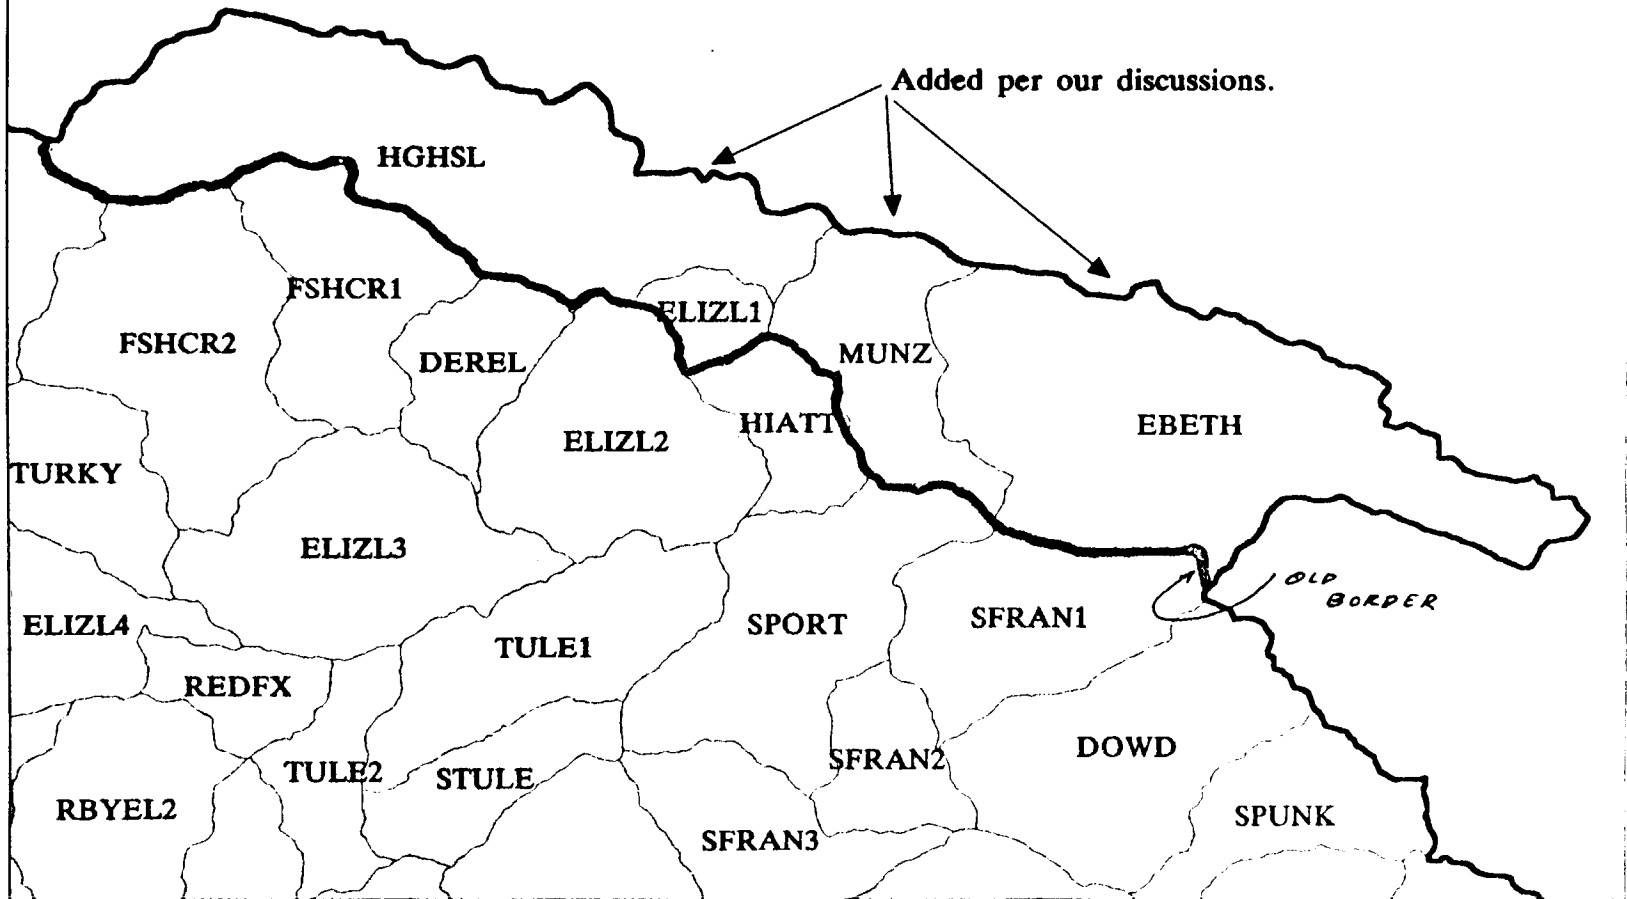 Added per our discussions.
HGHSL
FSHCR1
ELIZL1
FSHCR2
DEREL
MUNZ
HIATT
EBETH
ELIZL2
TURKY
ELIZL3
OLD
BORDER
ELIZL4
TULE1
SPORT
SFRAN1
REDFX
TULE2
STULE
SFRAN2
DOWD
RBYEL2
SFRAN3
SPUNK